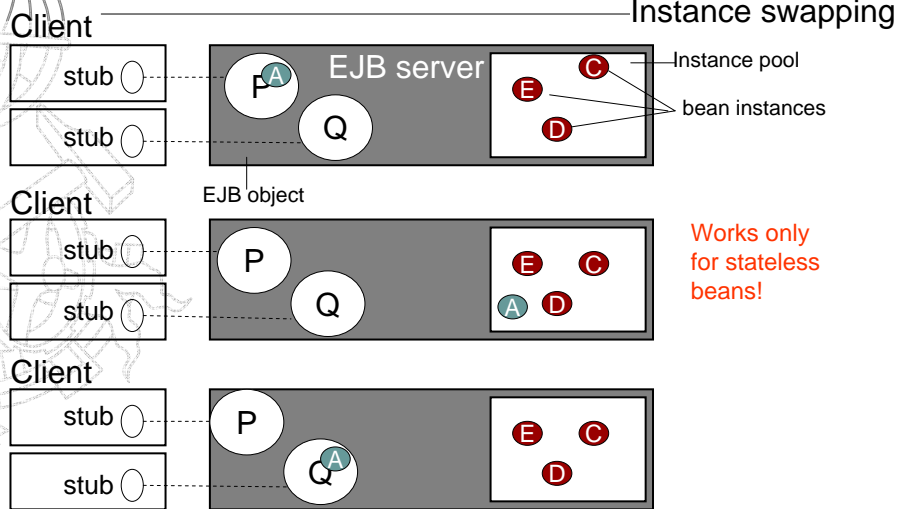 Instance swapping
Client
stub
P
A
EJB server
C
Instance pool
E
bean instances
stub
Q
D
EJB object
Client
stub
P
E
C
Works only
for stateless
beans!
stub
Q
A
D
Client
stub
P
E
C
stub
Q
A
D